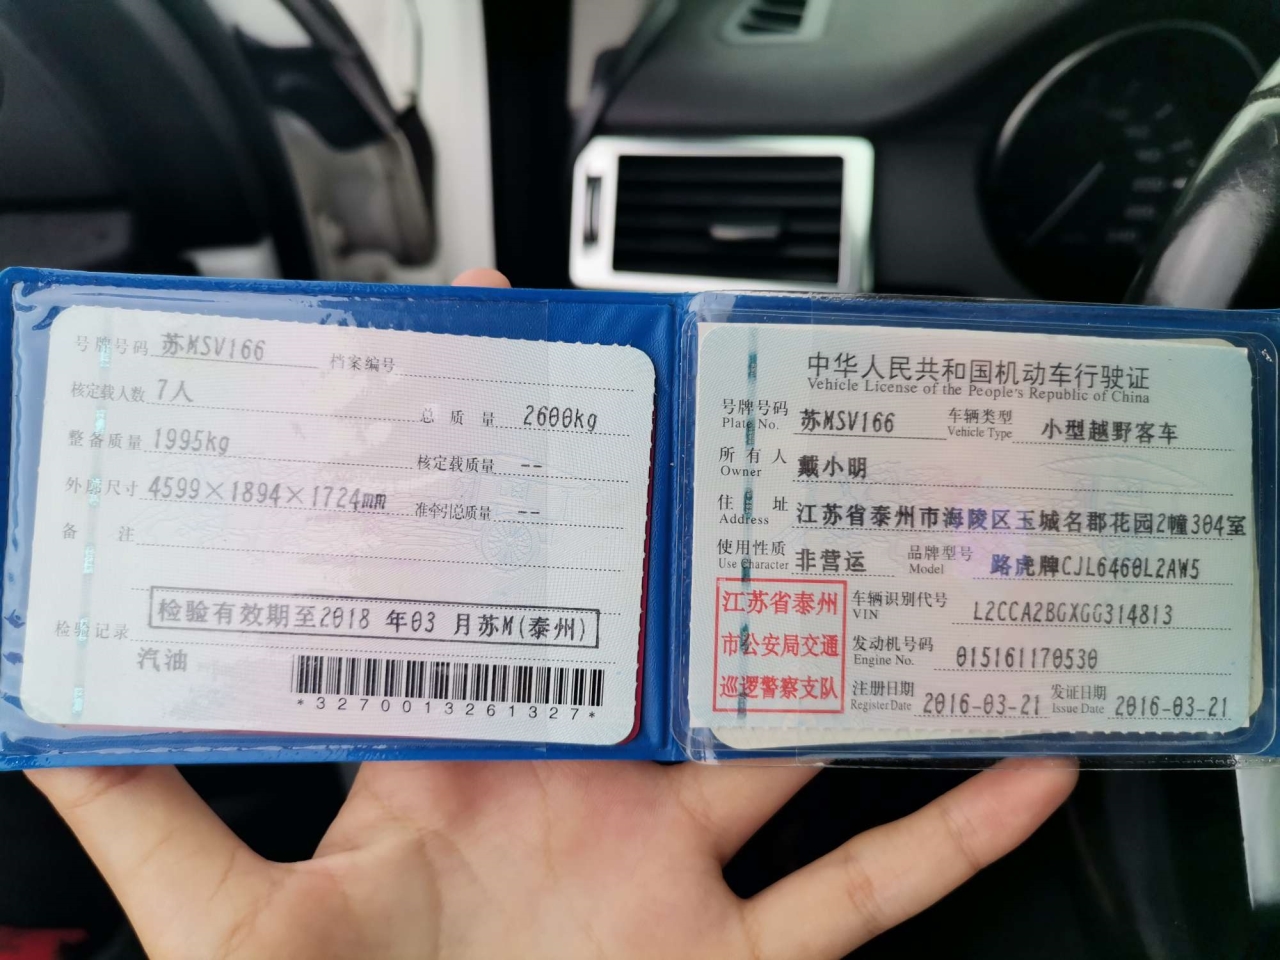 号牌号码 苏MSV166 档案编号
核定载人数 7人 总质量 2600kg
整备质量 1995kg 核定载质量 --
外廓尺寸 4599×1894×1724mm 准牵引总质量 --
备注
检验有效期至2018 年03 月苏M(泰州)
检验记录
汽油
*3270013261327*
中华人民共和国机动车行驶证
Vehicle License of the People's Republic of China
号牌号码 苏MSV166 车辆类型 小型越野客车
Plate No. Vehicle Type
所有人 戴小明
Owner
住址 江苏省泰州市海陵区玉城名郡花园2幢304室
Address
使用性质 非营运 品牌型号 路虎牌CJL6460L2AW5
Use Character Model
江苏省泰州
市公安局交通
巡逻警察支队
车辆识别代号 L2CCA2BGXGG314813
VIN
发动机号码 015161170530
Engine No.
注册日期 2016-03-21 发证日期 2016-03-21
Register Date Issue Date